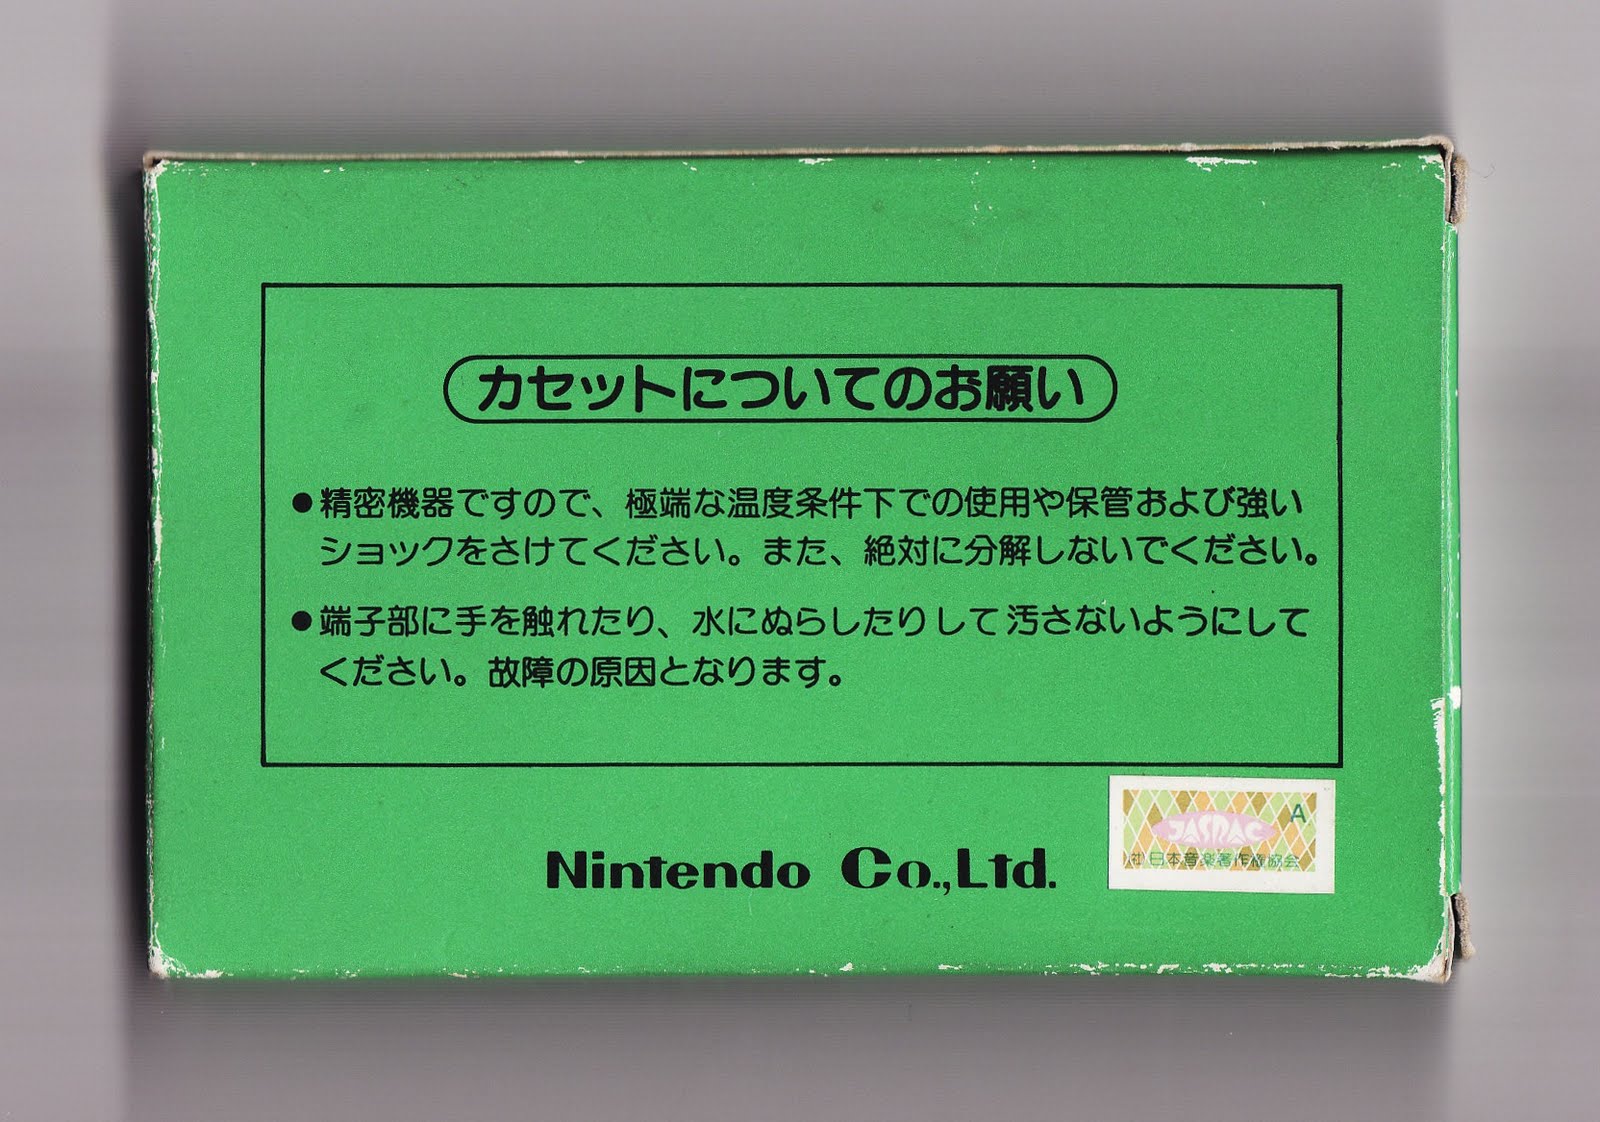 カセットについてのお願い
●精密機器ですので、極端な温度条件下での使用や保管および強い
ショックをさけてください。また、絶対に分解しないでください。
●端子部に手を触れたり、水にぬらしたりして汚さないようにして
ください。故障の原因となります。
Nintendo Co.,Ltd.
A
JASRAC
(社)日本音楽著作権協会